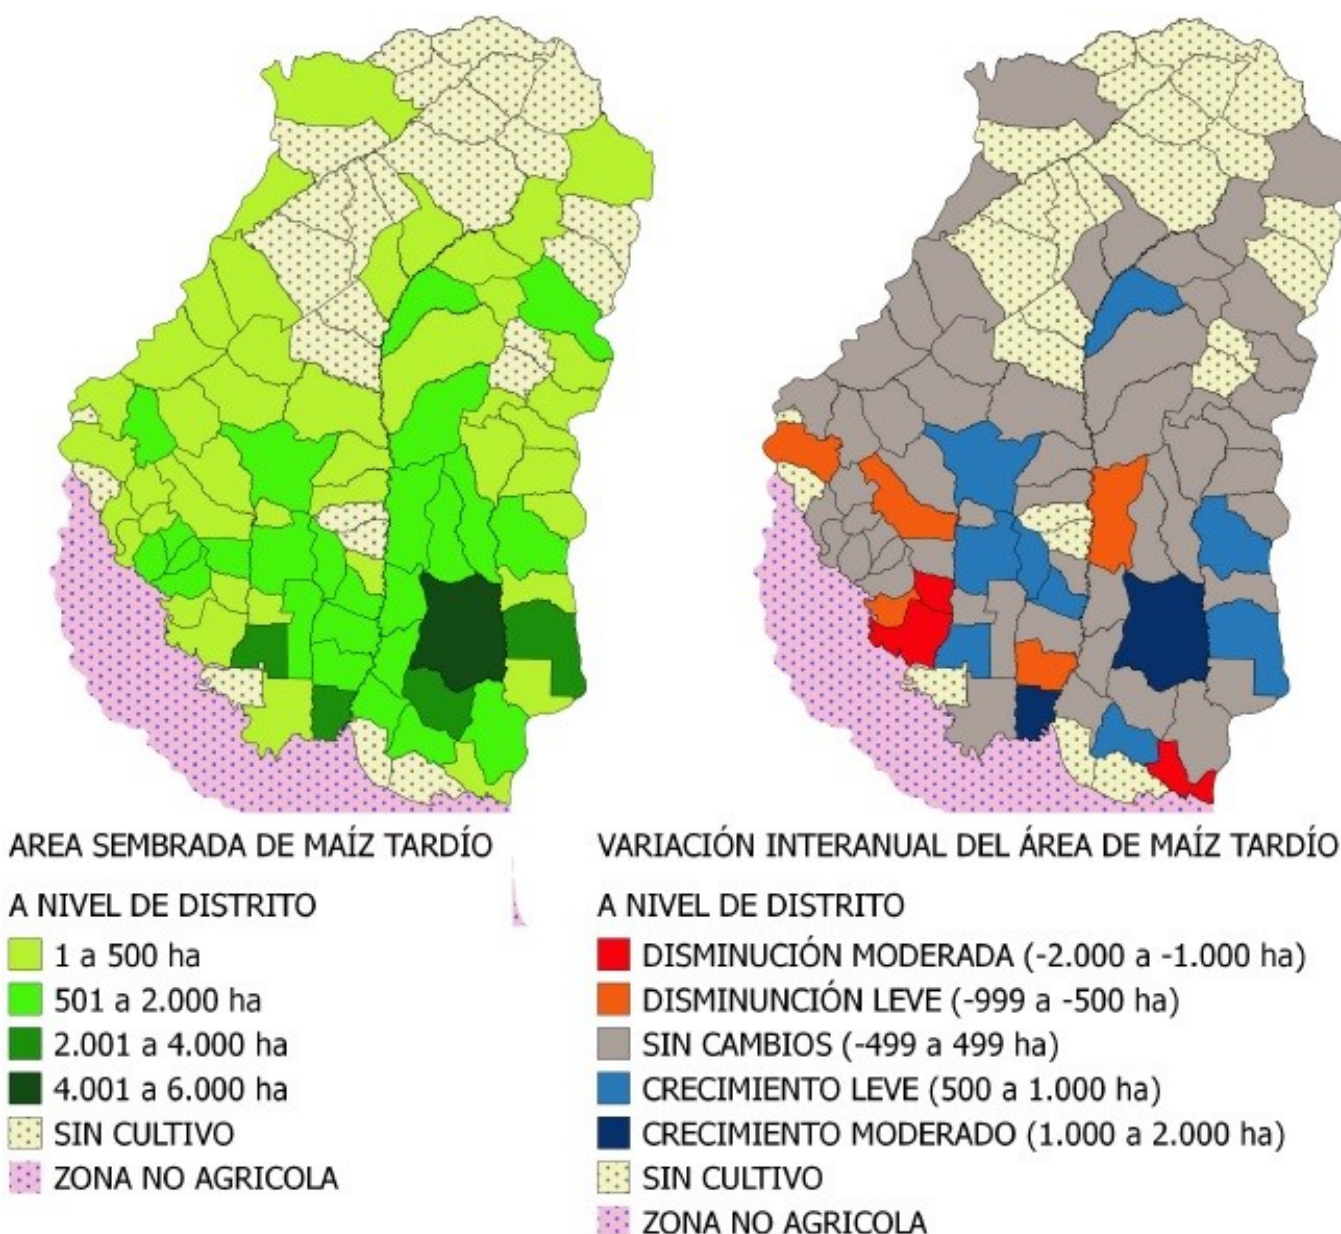 AREA SEMBRADA DE MAÍZ TARDÍO
A NIVEL DE DISTRITO
1 a 500 ha
501 a 2.000 ha
2.001 a 4.000 ha
4.001 a 6.000 ha
SIN CULTIVO
ZONA NO AGRICOLA
VARIACIÓN INTERANUAL DEL ÁREA DE MAÍZ TARDÍO
A NIVEL DE DISTRITO
DISMINUCIÓN MODERADA (-2.000 a -1.000 ha)
DISMINUNCIÓN LEVE (-999 a -500 ha)
SIN CAMBIOS (-499 a 499 ha)
CRECIMIENTO LEVE (500 a 1.000 ha)
CRECIMIENTO MODERADO (1.000 a 2.000 ha)
SIN CULTIVO
ZONA NO AGRICOLA